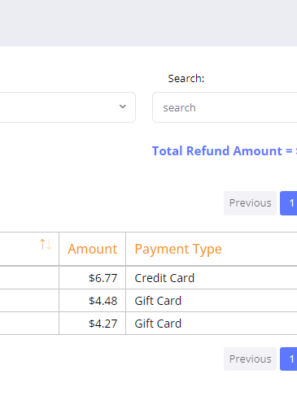 Search:
search
Total Refund Amount =
Previous 1
Amount Payment Type
$6.77 Credit Card
$4.48 Gift Card
$4.27 Gift Card
Previous 1